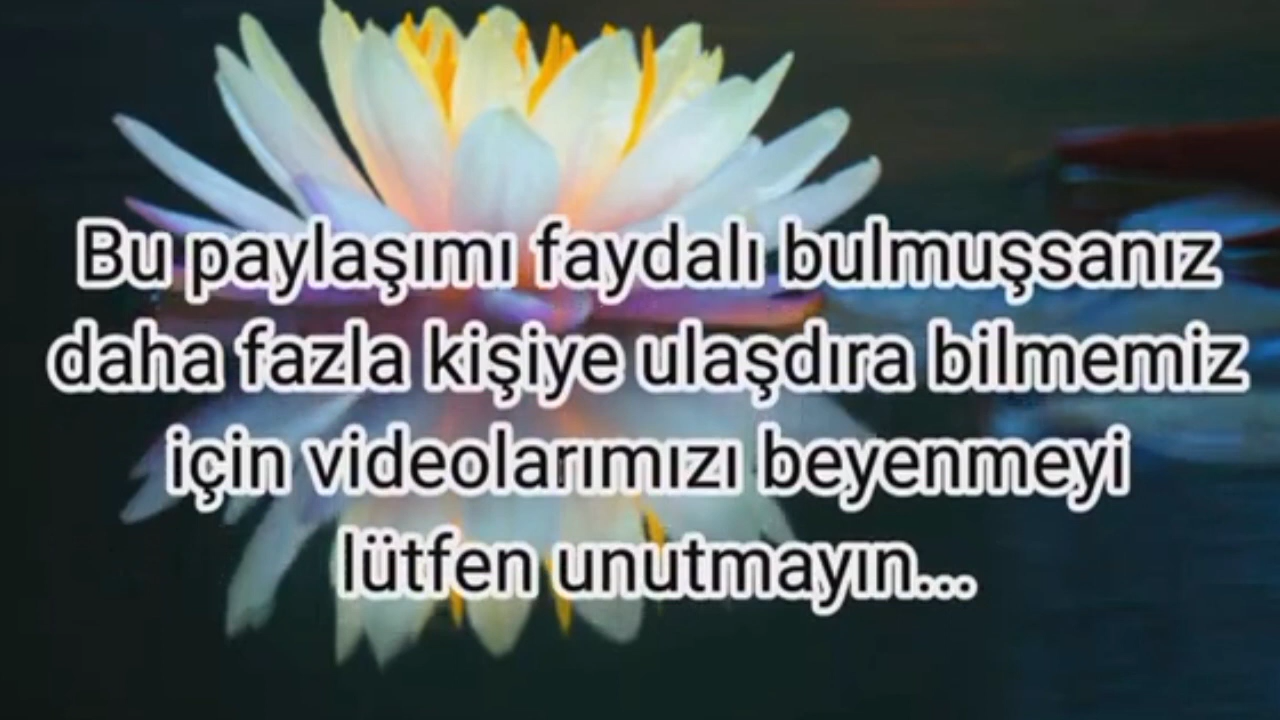 Bu paylaşımı faydalı bulmuşsanız
daha fazla kişiye ulaşdıra bilmemiz
için videolarımızı beyenmeyi
lütfen unutmayın...